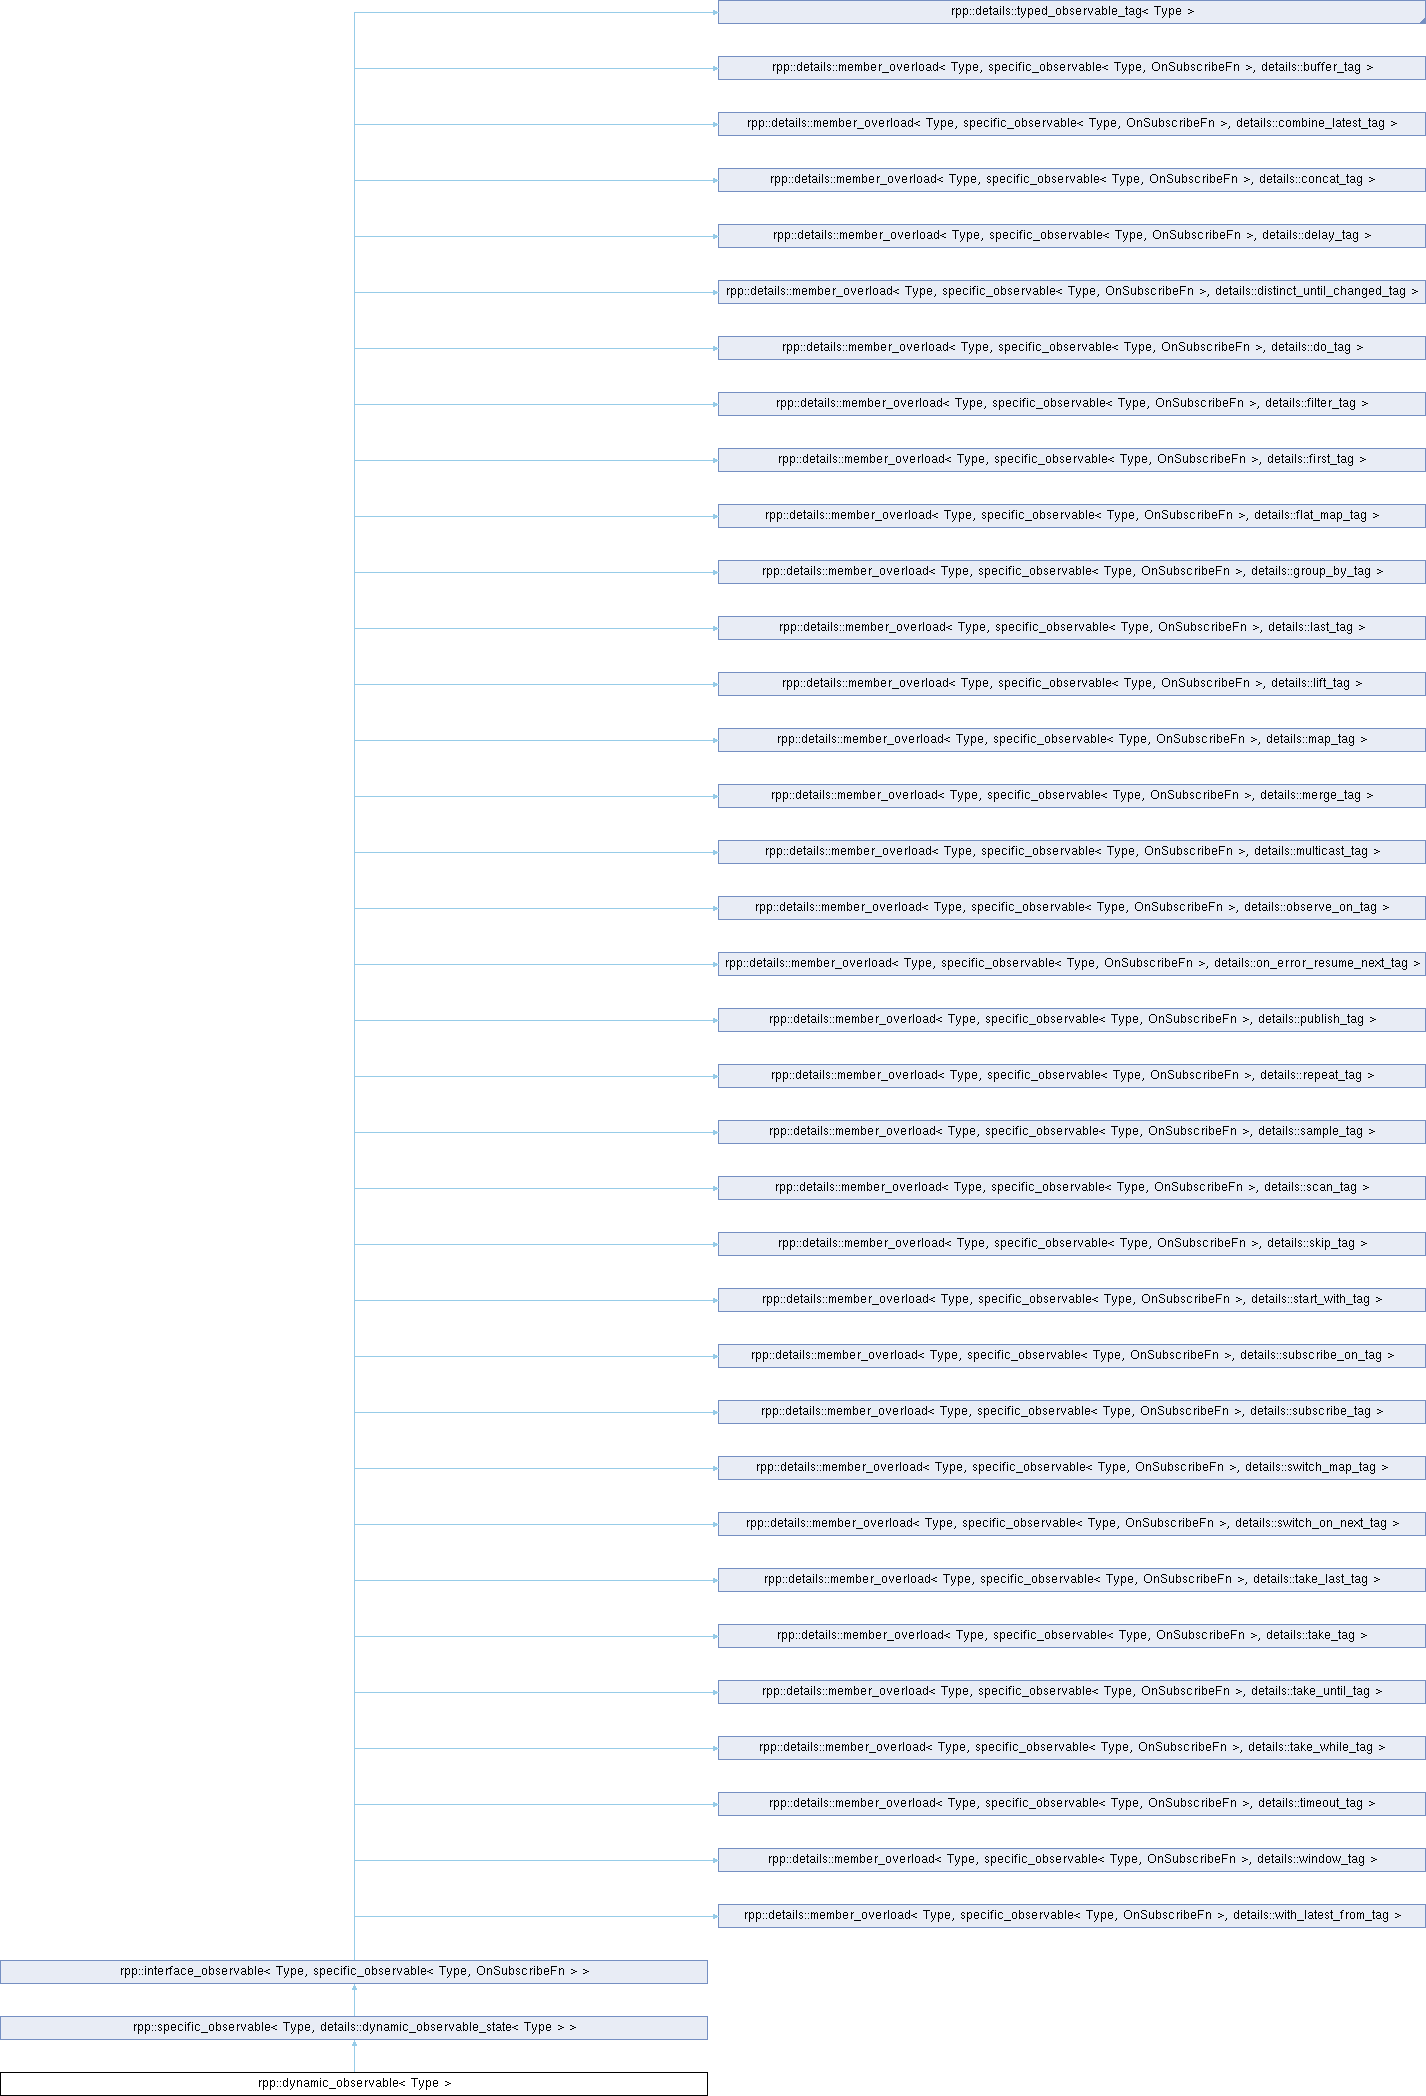 rpp::details::typed_observable_tag< Type >
rpp::details::member_overload< Type, specific_observable< Type, OnSubscribeFn >, details::buffer_tag >
rpp::details::member_overload< Type, specific_observable< Type, OnSubscribeFn >, details::combine_latest_tag >
rpp::details::member_overload< Type, specific_observable< Type, OnSubscribeFn >, details::concat_tag >
rpp::details::member_overload< Type, specific_observable< Type, OnSubscribeFn >, details::delay_tag >
rpp::details::member_overload< Type, specific_observable< Type, OnSubscribeFn >, details::distinct_until_changed_tag >
rpp::details::member_overload< Type, specific_observable< Type, OnSubscribeFn >, details::do_tag >
rpp::details::member_overload< Type, specific_observable< Type, OnSubscribeFn >, details::filter_tag >
rpp::details::member_overload< Type, specific_observable< Type, OnSubscribeFn >, details::first_tag >
rpp::details::member_overload< Type, specific_observable< Type, OnSubscribeFn >, details::flat_map_tag >
rpp::details::member_overload< Type, specific_observable< Type, OnSubscribeFn >, details::group_by_tag >
rpp::details::member_overload< Type, specific_observable< Type, OnSubscribeFn >, details::last_tag >
rpp::details::member_overload< Type, specific_observable< Type, OnSubscribeFn >, details::lift_tag >
rpp::details::member_overload< Type, specific_observable< Type, OnSubscribeFn >, details::map_tag >
rpp::details::member_overload< Type, specific_observable< Type, OnSubscribeFn >, details::merge_tag >
rpp::details::member_overload< Type, specific_observable< Type, OnSubscribeFn >, details::multicast_tag >
rpp::details::member_overload< Type, specific_observable< Type, OnSubscribeFn >, details::observe_on_tag >
rpp::details::member_overload< Type, specific_observable< Type, OnSubscribeFn >, details::on_error_resume_next_tag >
rpp::details::member_overload< Type, specific_observable< Type, OnSubscribeFn >, details::publish_tag >
rpp::details::member_overload< Type, specific_observable< Type, OnSubscribeFn >, details::repeat_tag >
rpp::details::member_overload< Type, specific_observable< Type, OnSubscribeFn >, details::sample_tag >
rpp::details::member_overload< Type, specific_observable< Type, OnSubscribeFn >, details::scan_tag >
rpp::details::member_overload< Type, specific_observable< Type, OnSubscribeFn >, details::skip_tag >
rpp::details::member_overload< Type, specific_observable< Type, OnSubscribeFn >, details::start_with_tag >
rpp::details::member_overload< Type, specific_observable< Type, OnSubscribeFn >, details::subscribe_on_tag >
rpp::details::member_overload< Type, specific_observable< Type, OnSubscribeFn >, details::subscribe_tag >
rpp::details::member_overload< Type, specific_observable< Type, OnSubscribeFn >, details::switch_map_tag >
rpp::details::member_overload< Type, specific_observable< Type, OnSubscribeFn >, details::switch_on_next_tag >
rpp::details::member_overload< Type, specific_observable< Type, OnSubscribeFn >, details::take_last_tag >
rpp::details::member_overload< Type, specific_observable< Type, OnSubscribeFn >, details::take_tag >
rpp::details::member_overload< Type, specific_observable< Type, OnSubscribeFn >, details::take_until_tag >
rpp::details::member_overload< Type, specific_observable< Type, OnSubscribeFn >, details::take_while_tag >
rpp::details::member_overload< Type, specific_observable< Type, OnSubscribeFn >, details::timeout_tag >
rpp::details::member_overload< Type, specific_observable< Type, OnSubscribeFn >, details::window_tag >
rpp::details::member_overload< Type, specific_observable< Type, OnSubscribeFn >, details::with_latest_from_tag >
rpp::interface_observable< Type, specific_observable< Type, OnSubscribeFn > >
rpp::specific_observable< Type, details::dynamic_observable_state< Type > >
rpp::dynamic_observable< Type >